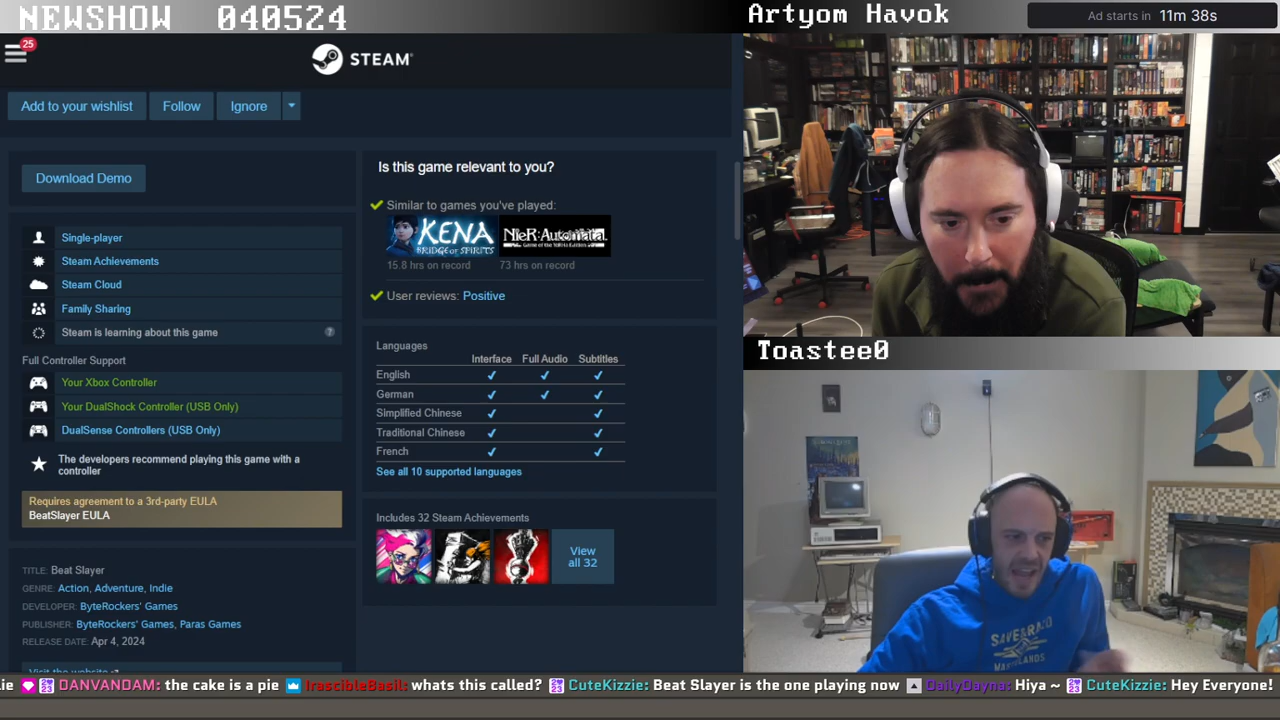 NEWSHOW 040524
Artyom Havok
Ad starts in 11m 38s
25
STEAM
Add to your wishlist
Follow
Ignore
Download Demo
Single-player
Steam Achievements
Steam Cloud
Family Sharing
Steam is learning about this game
?
Full Controller Support
Your Xbox Controller
Your DualShock Controller (USB Only)
DualSense Controllers (USB Only)
The developers recommend playing this game with a
controller
Requires agreement to a 3rd-party EULA
BeatSlayer EULA
TITLE: Beat Slayer
GENRE: Action, Adventure, Indie
DEVELOPER: ByteRockers' Games
PUBLISHER: ByteRockers' Games, Paras Games
RELEASE DATE: Apr 4, 2024
Visit the website
Is this game relevant to you?
Similar to games you've played:
KENA
BRIDGE OF SPIRITS
NieR:Automata
15.8 hrs on record
73 hrs on record
User reviews: Positive
Languages
Interface Full Audio Subtitles
English
German
Simplified Chinese
Traditional Chinese
French
See all 10 supported languages
Includes 32 Steam Achievements
View
all 32
Toastee0
lie DANVANDAM: the cake is a pie IrascibleBasil: whats this called? CuteKizzie: Beat Slayer is the one playing now DailyDayna: Hiya ~ CuteKizzie: Hey Everyone!